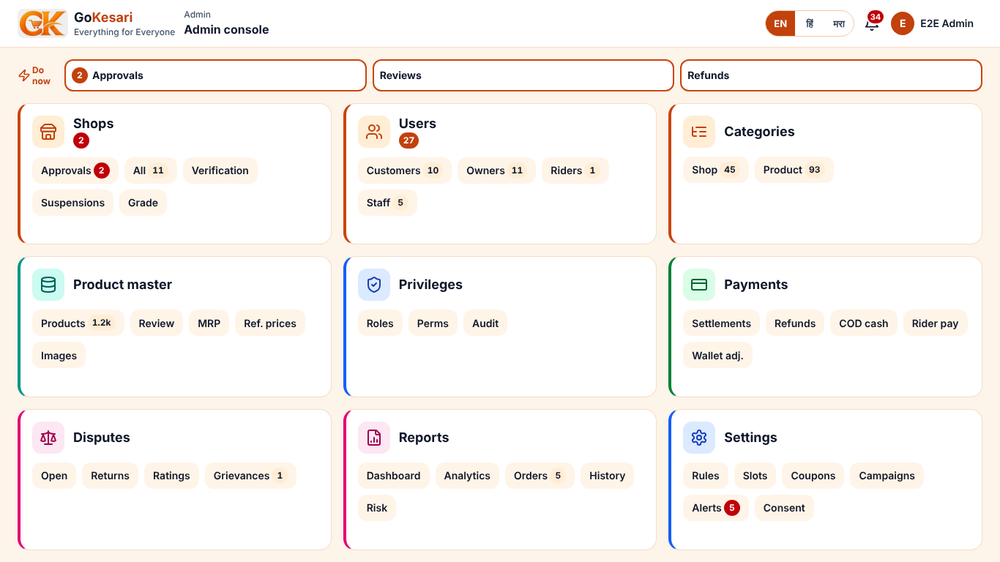 GK
GoKesari
Everything for Everyone
Admin
Admin console
EN
हिं
मरा
34
E
E2E Admin
Do now
2 Approvals
Reviews
Refunds
Shops
2
Approvals 2
All 11
Verification
Suspensions
Grade
Users
27
Customers 10
Owners 11
Riders 1
Staff 5
Categories
Shop 45
Product 93
Product master
Products 1.2k
Review
MRP
Ref. prices
Images
Privileges
Roles
Perms
Audit
Payments
Settlements
Refunds
COD cash
Rider pay
Wallet adj.
Disputes
Open
Returns
Ratings
Grievances 1
Reports
Dashboard
Analytics
Orders 5
History
Risk
Settings
Rules
Slots
Coupons
Campaigns
Alerts 5
Consent